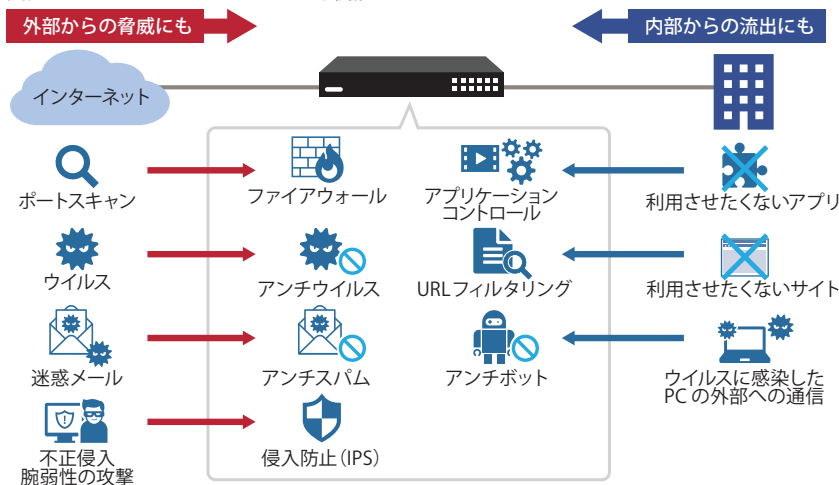 外部からの脅威にも
内部からの流出にも
インターネット
ポートスキャン
ファイアウォール
アプリケーション
コントロール
利用させたくないアプリ
ウイルス
アンチウイルス
URLフィルタリング
利用させたくないサイト
迷惑メール
アンチスパム
アンチボット
ウイルスに感染した
PCの外部への通信
不正侵入
脆弱性の攻撃
侵入防止(IPS)